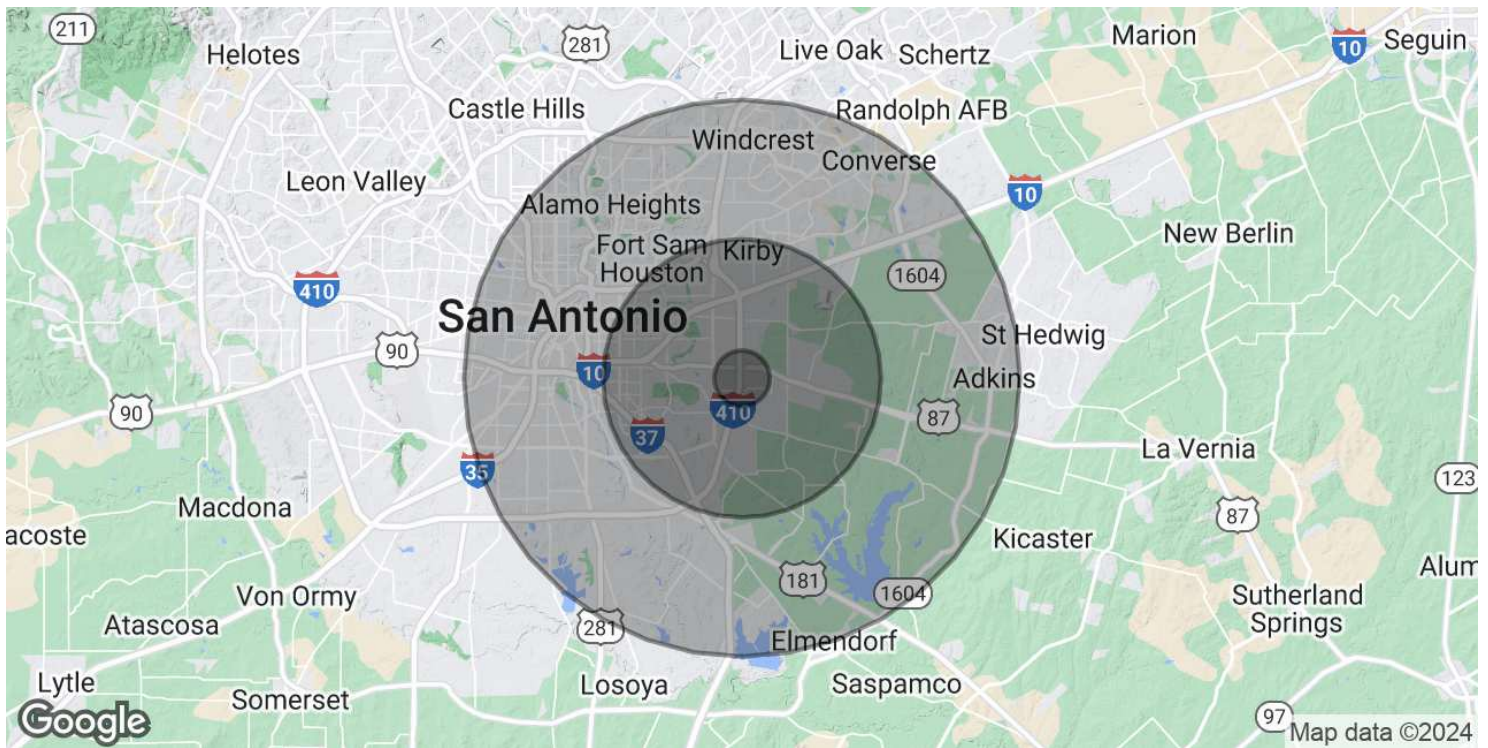 211
Helotes
281
Live Oak
Schertz
Marion
10
Seguin
Castle Hills
Randolph AFB
Windcrest
Converse
Leon Valley
10
Alamo Heights
New Berlin
Fort Sam
Houston
Kirby
1604
410
San Antonio
St Hedwig
90
10
Adkins
90
410
87
37
La Vernia
35
123
Macdona
87
acoste
Kicaster
Alum
181
1604
Von Ormy
Sutherland
Springs
Atascosa
281
Elmendorf
Lytle
Somerset
Losoya
Saspamco
97
Google
Map data ©2024